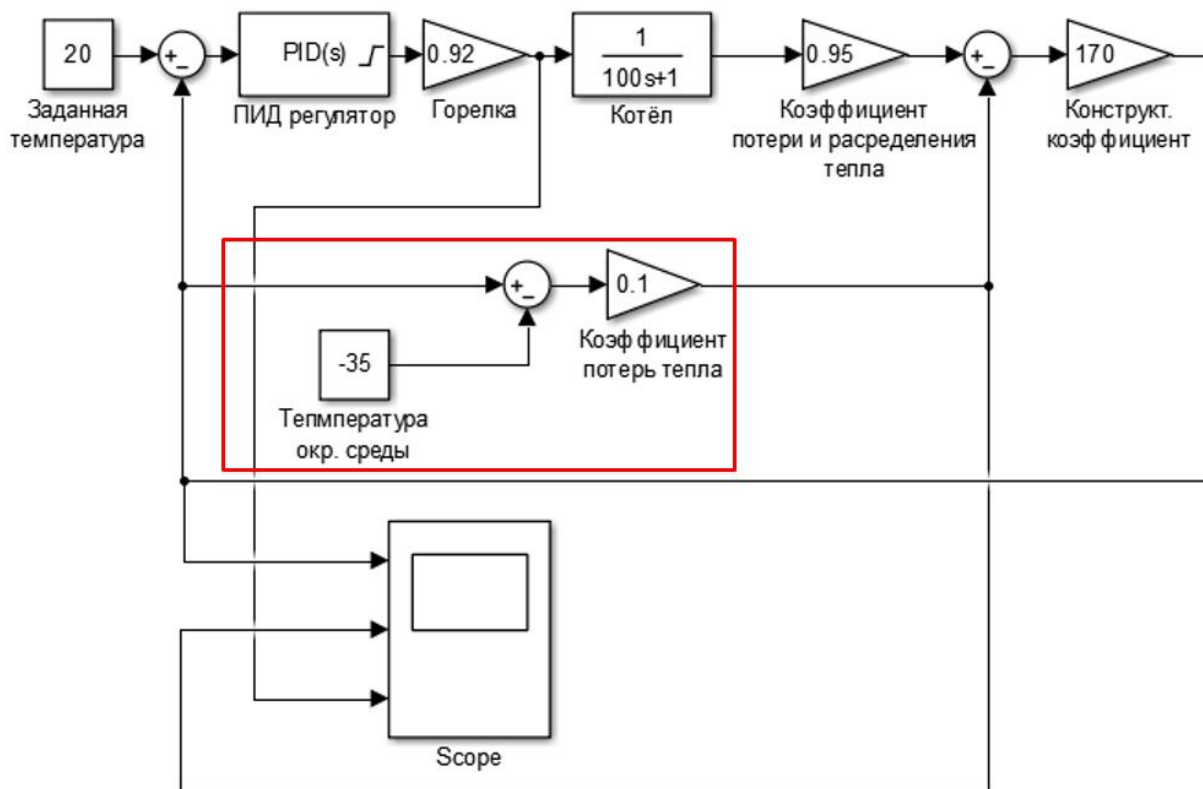 20
+
-
PID(s)
0.92
1
100s+1
0.95
+
-
170
Заданная
температура
ПИД регулятор
Горелка
Котёл
Коэффициент
потери и расределения
тепла
Конструкт.
коэффициент
+
-
0.1
Коэффициент
потерь тепла
-35
Тепмпература
окр. среды
Scope